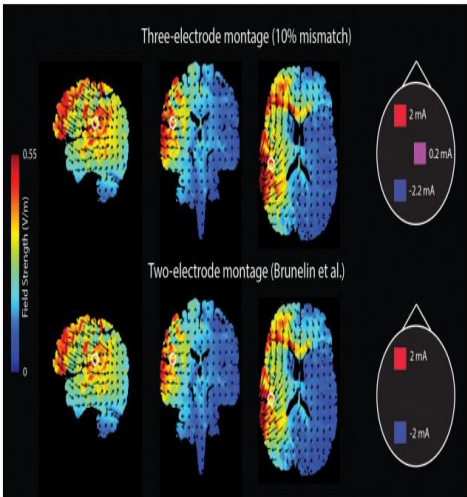 Three-electrode montage (10% mismatch)
2 mA
0.2 mA
-2.2 mA
0.55
Field Strength (V/m)
0
Two-electrode montage (Brunelin et al.)
2 mA
-2 mA